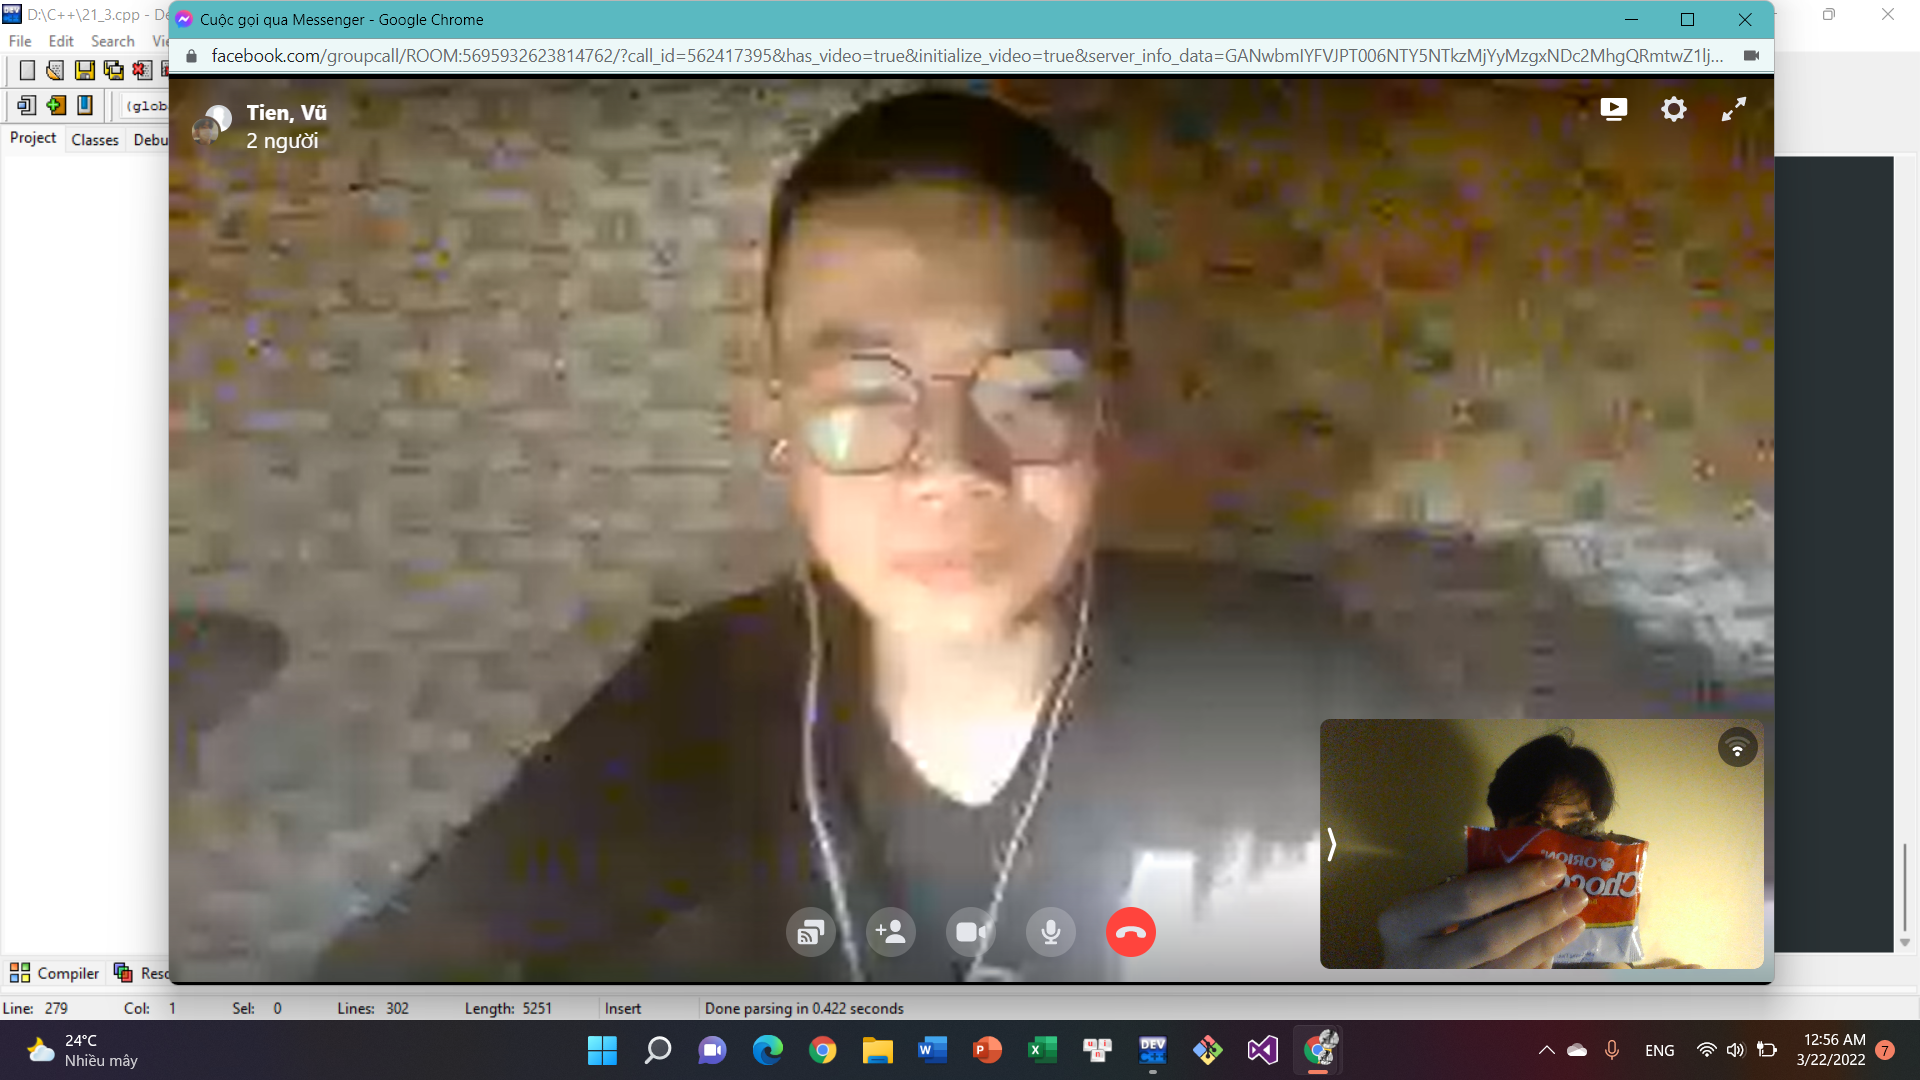 D:\C++\21_3.cpp - De
Cuộc gọi qua Messenger - Google Chrome
File Edit Search Vi
facebook.com/groupcall/ROOM:5695932623814762/?call_id=562417395&has_video=true&initialize_video=true&server_info_data=GANwbmlYFVJPT006NTY5NTkzMjYyMzgxNDc2MhgQRmtwZ1lj...
(glob
Project Classes Debu
Tien, Vũ
2 người
ORION
Choco
Compiler Reso
Line: 279 Col: 1 Sel: 0 Lines: 302 Length: 5251 Insert Done parsing in 0.422 seconds
24°C
Nhiều mây
DEV
ENG
12:56 AM
3/22/2022
7